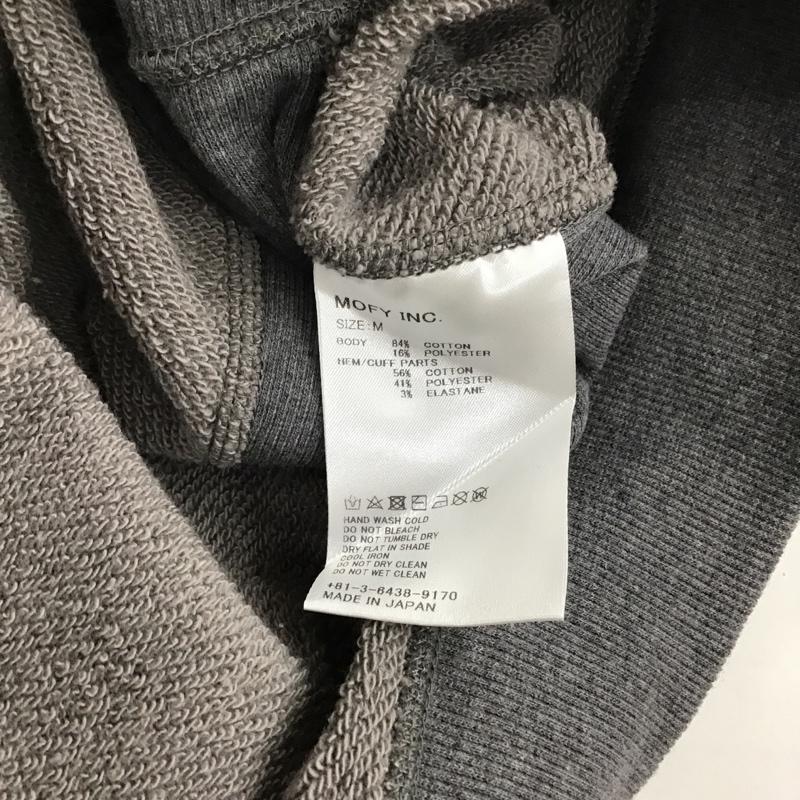 MOFY INC.
SIZE:M
BODY 84% COTTON
16% POLYESTER
HEM/CUFF PARTS
56% COTTON
41% POLYESTER
3% ELASTANE
HAND WASH COLD
DO NOT BLEACH
DO NOT TUMBLE DRY
DRY FLAT IN SHADE
COOL IRON
DO NOT DRY CLEAN
DO NOT WET CLEAN
+81-3-6438-9170
MADE IN JAPAN